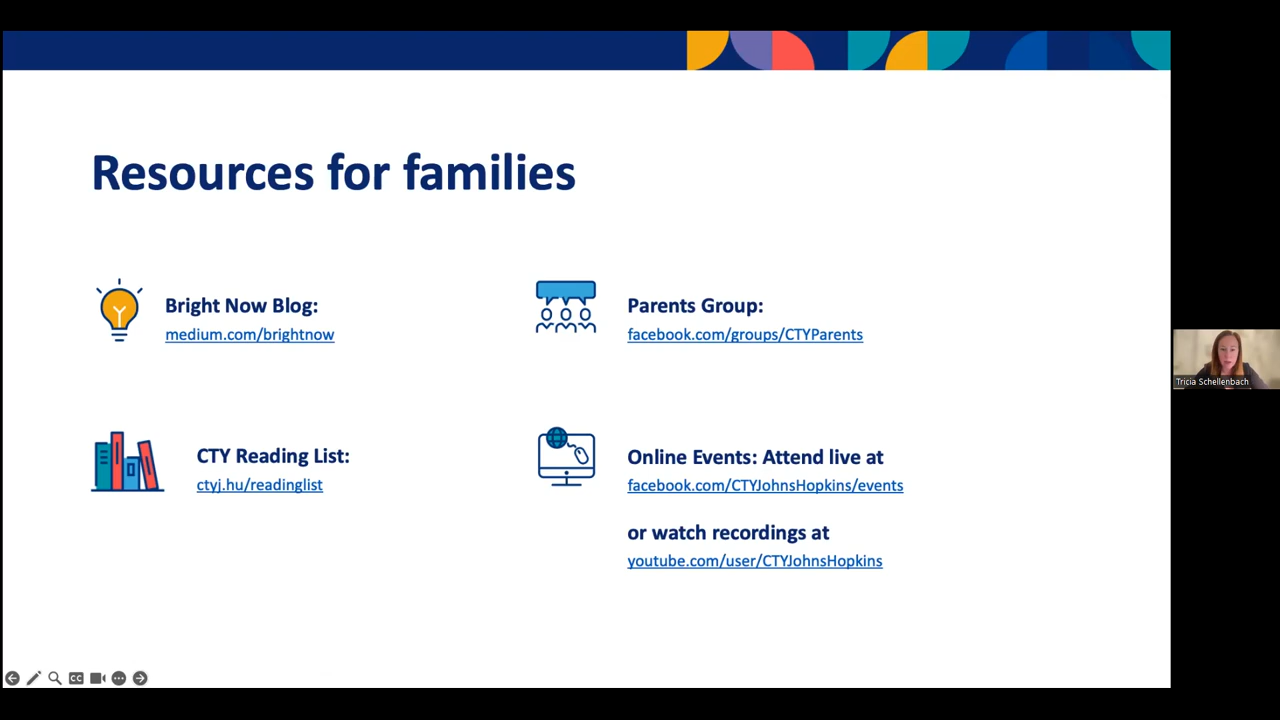 Resources for families
Bright Now Blog:
medium.com/brightnow
Parents Group:
facebook.com/groups/CTYParents
CTY Reading List:
ctyj.hu/readinglist
Online Events: Attend live at
facebook.com/CTYJohnsHopkins/events
or watch recordings at
youtube.com/user/CTYJohnsHopkins
Tricia Schellenbach
CC